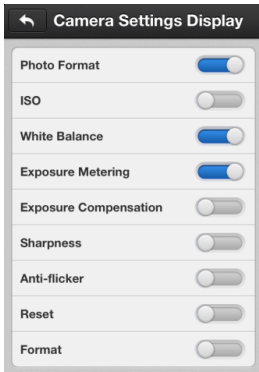 Camera Settings Display
Photo Format
ISO
White Balance
Exposure Metering
Exposure Compensation
Sharpness
Anti-flicker
Reset
Format